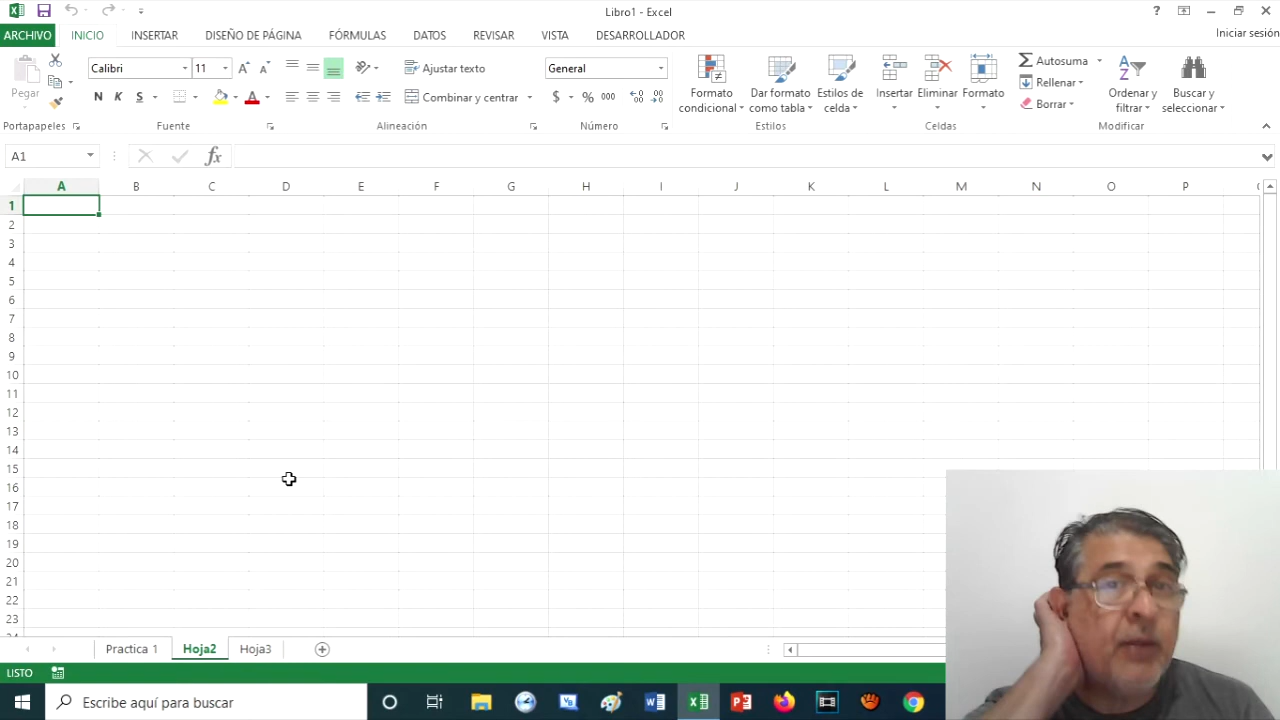 Libro1 - Excel
ARCHIVO INICIO INSERTAR DISEÑO DE PÁGINA FÓRMULAS DATOS REVISAR VISTA DESARROLLADOR Iniciar sesión
Pegar
Portapapeles
Calibri 11
N K S A
Fuente
Ajustar texto
Combinar y centrar
Alineación
General
$ % 000
Número
Formato condicional
Dar formato como tabla
Estilos de celda
Estilos
Insertar Eliminar Formato
Celdas
Autosuma
Rellenar
Borrar
Ordenar y filtrar
Buscar y seleccionar
Modificar
A1 fx
A B C D E F G H I J K L M N O P
1
2
3
4
5
6
7
8
9
10
11
12
13
14
15
16
17
18
19
20
21
22
23
Practica 1 Hoja2 Hoja3
LISTO
Escribe aquí para buscar